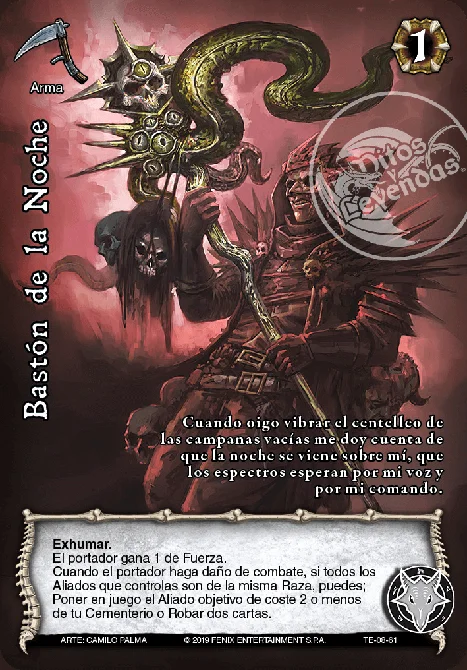 1
Arma
Mitos y Leyendas
Bastón de la Noche
Cuando oigo vibrar el centelleo de
las campanas vacías me doy cuenta de
que la noche se viene sobre mí, que
los espectros esperan por mi voz y
por mi comando.
Exhumar.
El portador gana 1 de Fuerza.
Cuando el portador haga daño de combate, si todos los
Aliados que controlas son de la misma Raza, puedes;
Poner en juego el Aliado objetivo de coste 2 o menos
de tu Cementerio o Robar dos cartas.
ARTE: CAMILO PALMA © 2019 FENIX ENTERTAINMENT S.P.A. TE-08-61